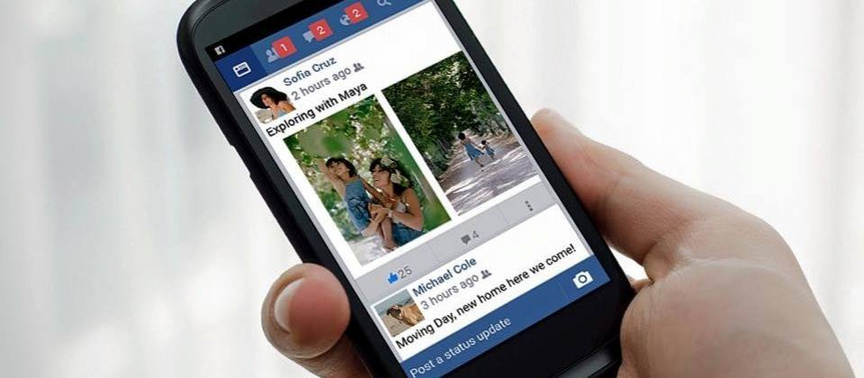 1
2
2
Sofia Cruz
2 hours ago
Exploring with Maya
25
4
Michael Cole
3 hours ago
Moving Day, new home here we come!
Post a status update